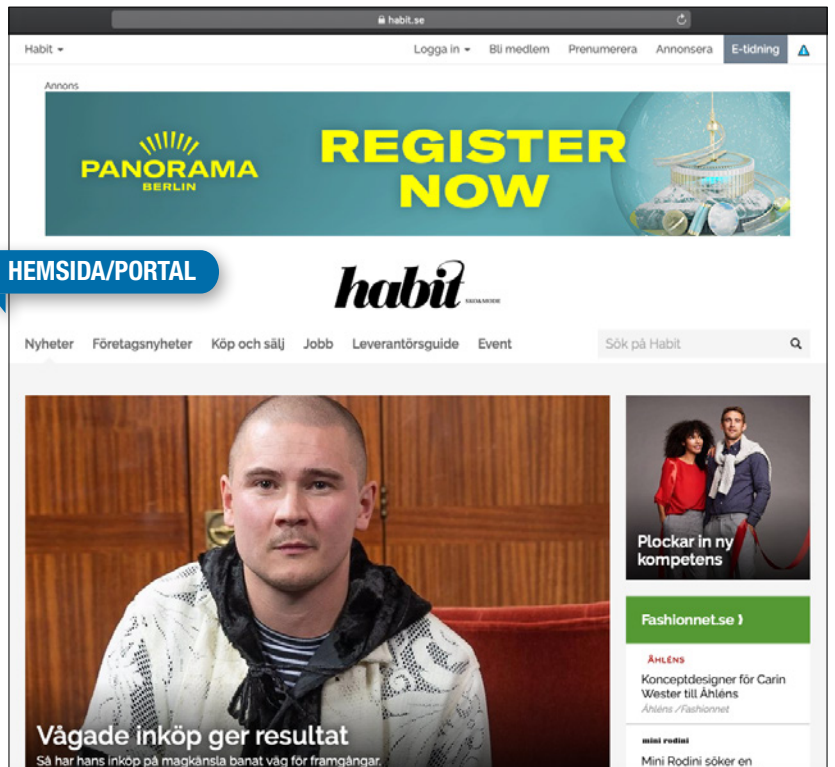 habit.se
Habit
Logga in
Bli medlem
Prenumerera
Annonsera
E-tidning
Annons
PANORAMA
BERLIN
REGISTER
NOW
HEMSIDA/PORTAL
habit
SKO&MODE
Nyheter
Företagsnyheter
Köp och sälj
Jobb
Leverantörsguide
Event
Sök på Habit
Vågade inköp ger resultat
Så har hans inköp på magkänsla banat väg för framgångar.
Plockar in ny
kompetens
Fashionnet.se
ÅHLÉNS
Konceptdesigner för Carin
Wester till Åhléns
Åhléns /Fashionnet
mini rodini
Mini Rodini söker en